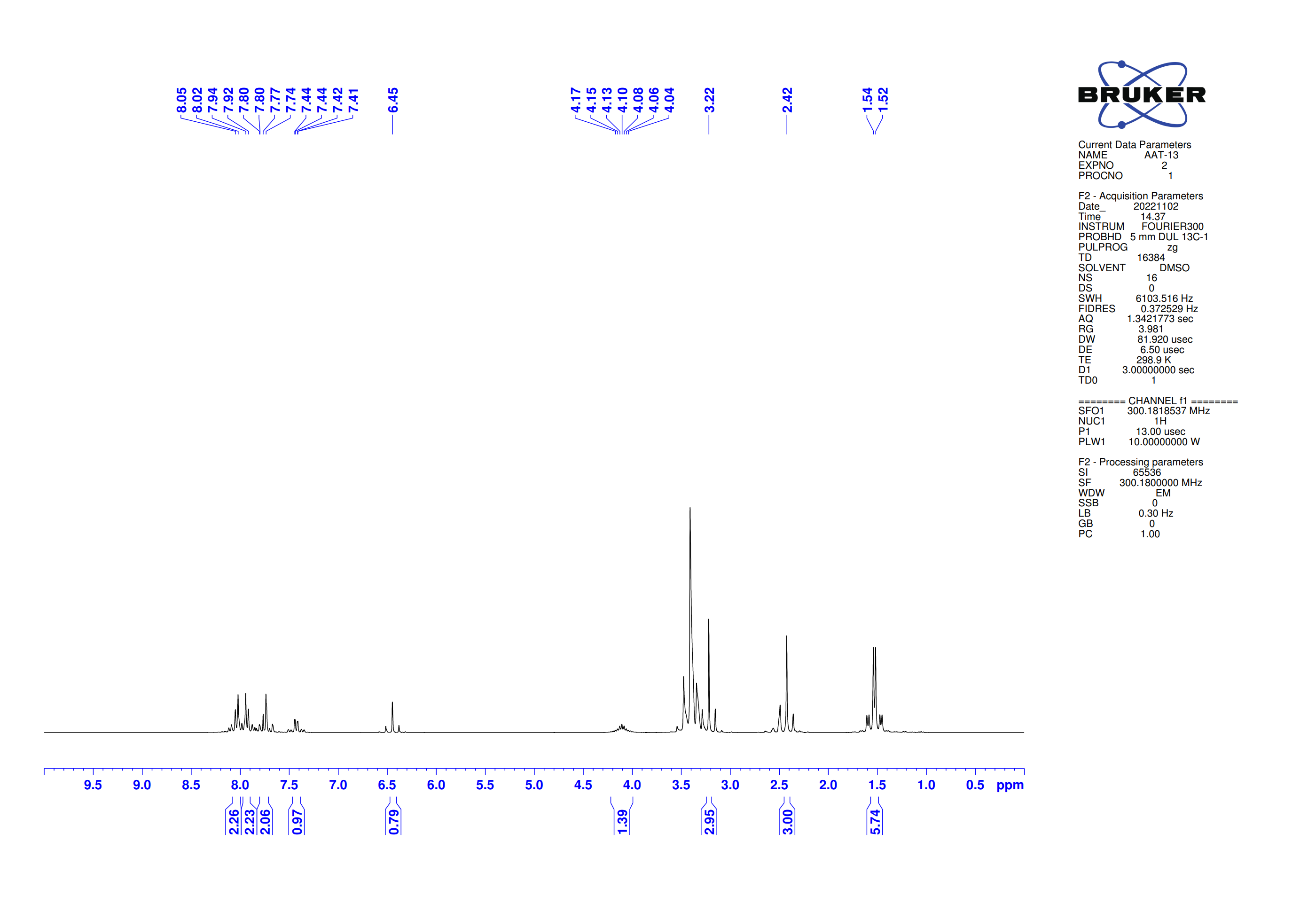 8.05
8.02
7.94
7.92
7.80
7.80
7.77
7.74
7.44
7.44
7.42
7.41
6.45
4.17
4.15
4.13
4.10
4.08
4.06
4.04
3.22
2.42
1.54
1.52
BRUKER
Current Data Parameters
NAME AAT-13
EXPNO 2
PROCNO 1
F2 - Acquisition Parameters
Date_ 20221102
Time 14.37
INSTRUM FOURIER300
PROBHD 5 mm DUL 13C-1
PULPROG zg
TD 16384
SOLVENT DMSO
NS 16
DS 0
SWH 6103.516 Hz
FIDRES 0.372529 Hz
AQ 1.3421773 sec
RG 3.981
DW 81.920 usec
DE 6.50 usec
TE 298.9 K
D1 3.00000000 sec
TD0 1
======== CHANNEL f1 ========
SFO1 300.1818537 MHz
NUC1 1H
P1 13.00 usec
PLW1 10.00000000 W
F2 - Processing parameters
SI 65536
SF 300.1800000 MHz
WDW EM
SSB 0
LB 0.30 Hz
GB 0
PC 1.00
9.5 9.0 8.5 8.0 7.5 7.0 6.5 6.0 5.5 5.0 4.5 4.0 3.5 3.0 2.5 2.0 1.5 1.0 0.5 ppm
2.26
2.23
2.06
0.97
0.79
1.39
2.95
3.00
5.74